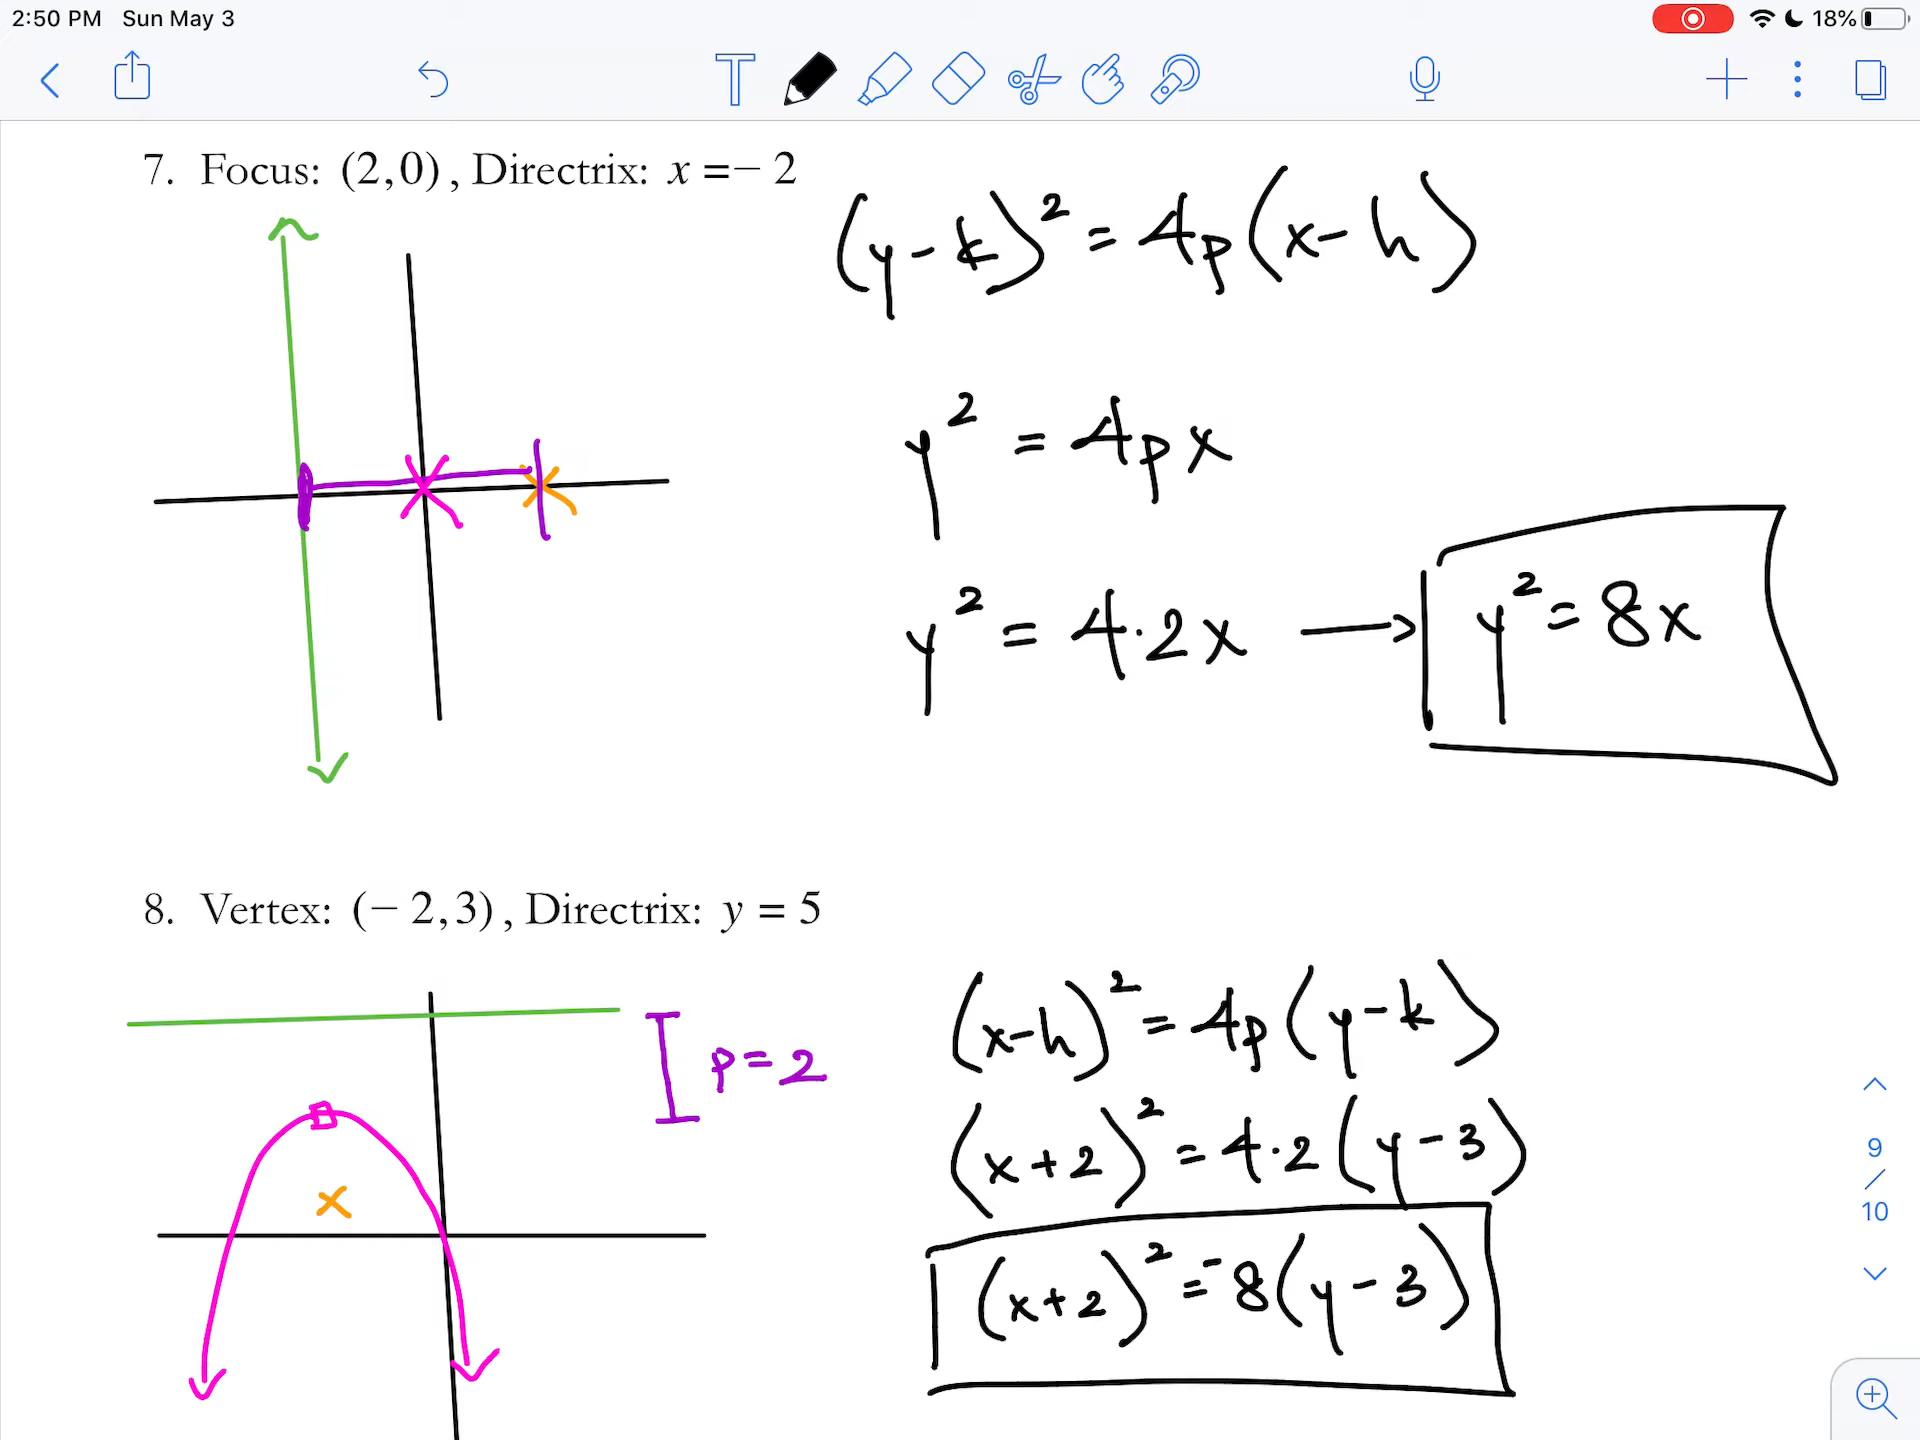 2:50 PM Sun May 3
18%
T
7. Focus: (2,0), Directrix: x =− 2
(y-k)² = 4p(x-h)
y² = 4px
y² = 4·2x → y² = 8x
8. Vertex: (− 2,3), Directrix: y = 5
p=2
(x-h)² = 4p(y-k)
(x+2)² = 4·2(y-3)
x
(x+2)² = -8(y-3)
9
/
10